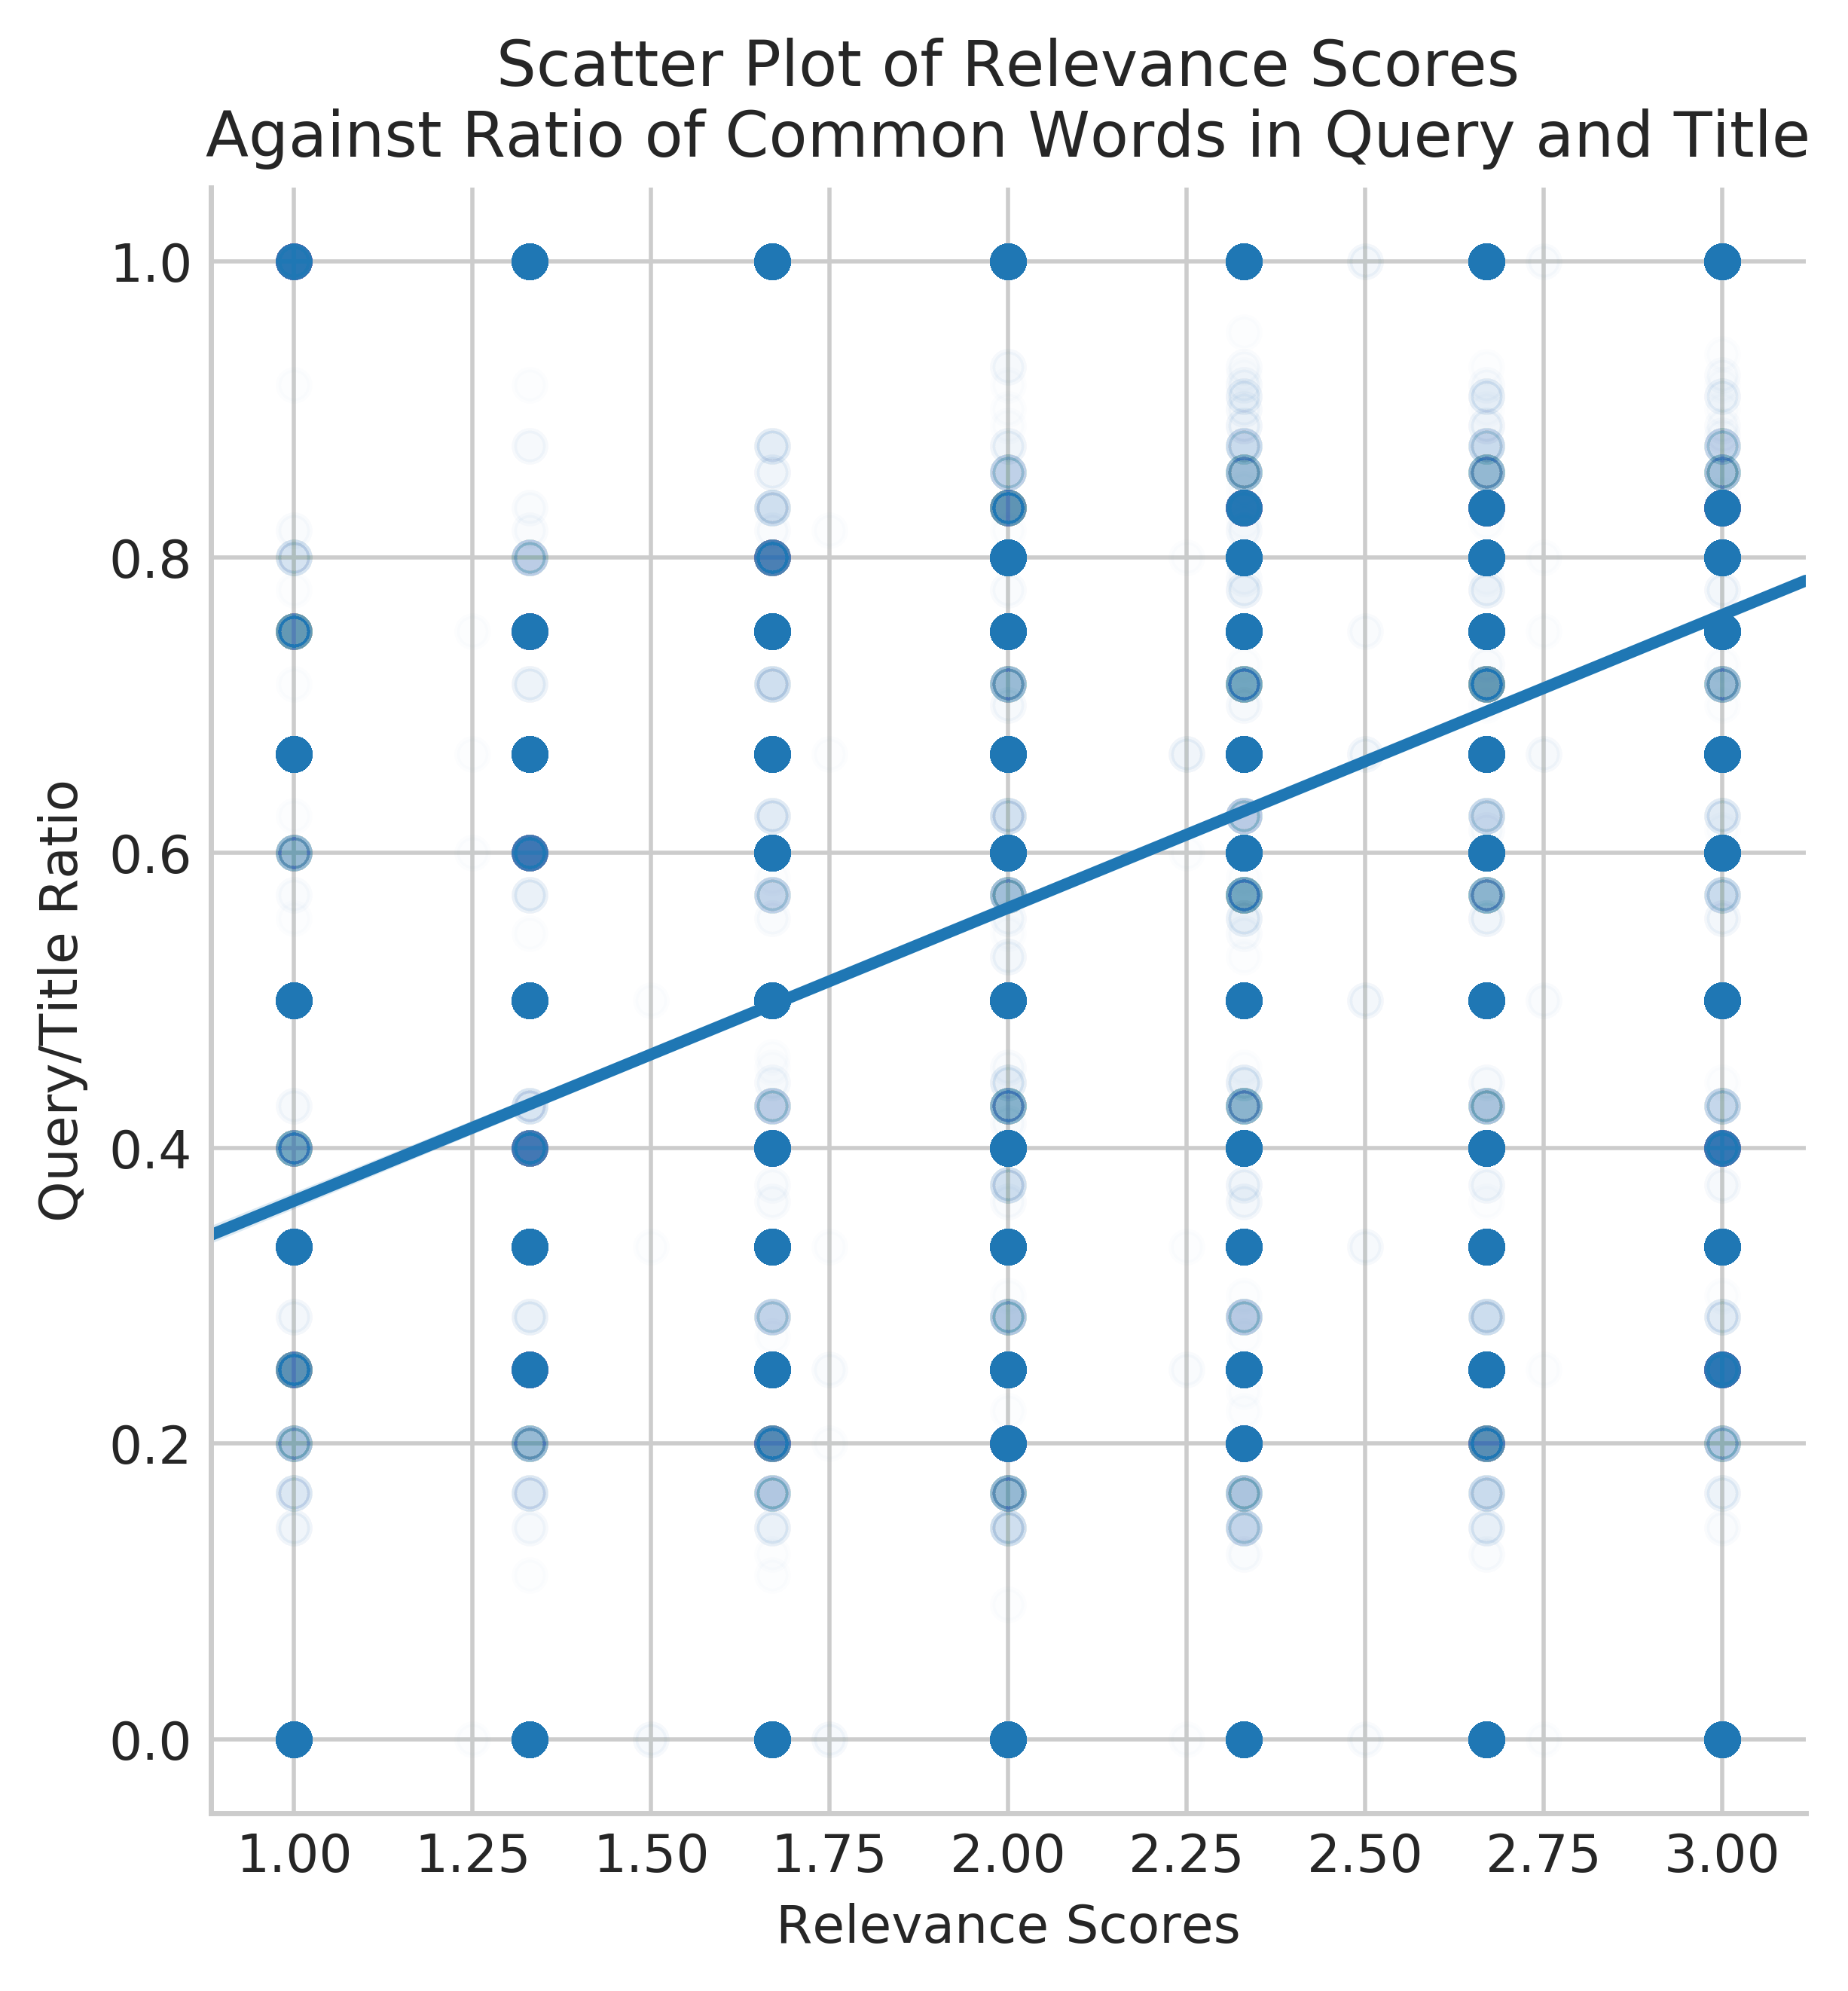 Scatter Plot of Relevance Scores
Against Ratio of Common Words in Query and Title
Query/Title Ratio
1.0
0.8
0.6
0.4
0.2
0.0
1.00 1.25 1.50 1.75 2.00 2.25 2.50 2.75 3.00
Relevance Scores